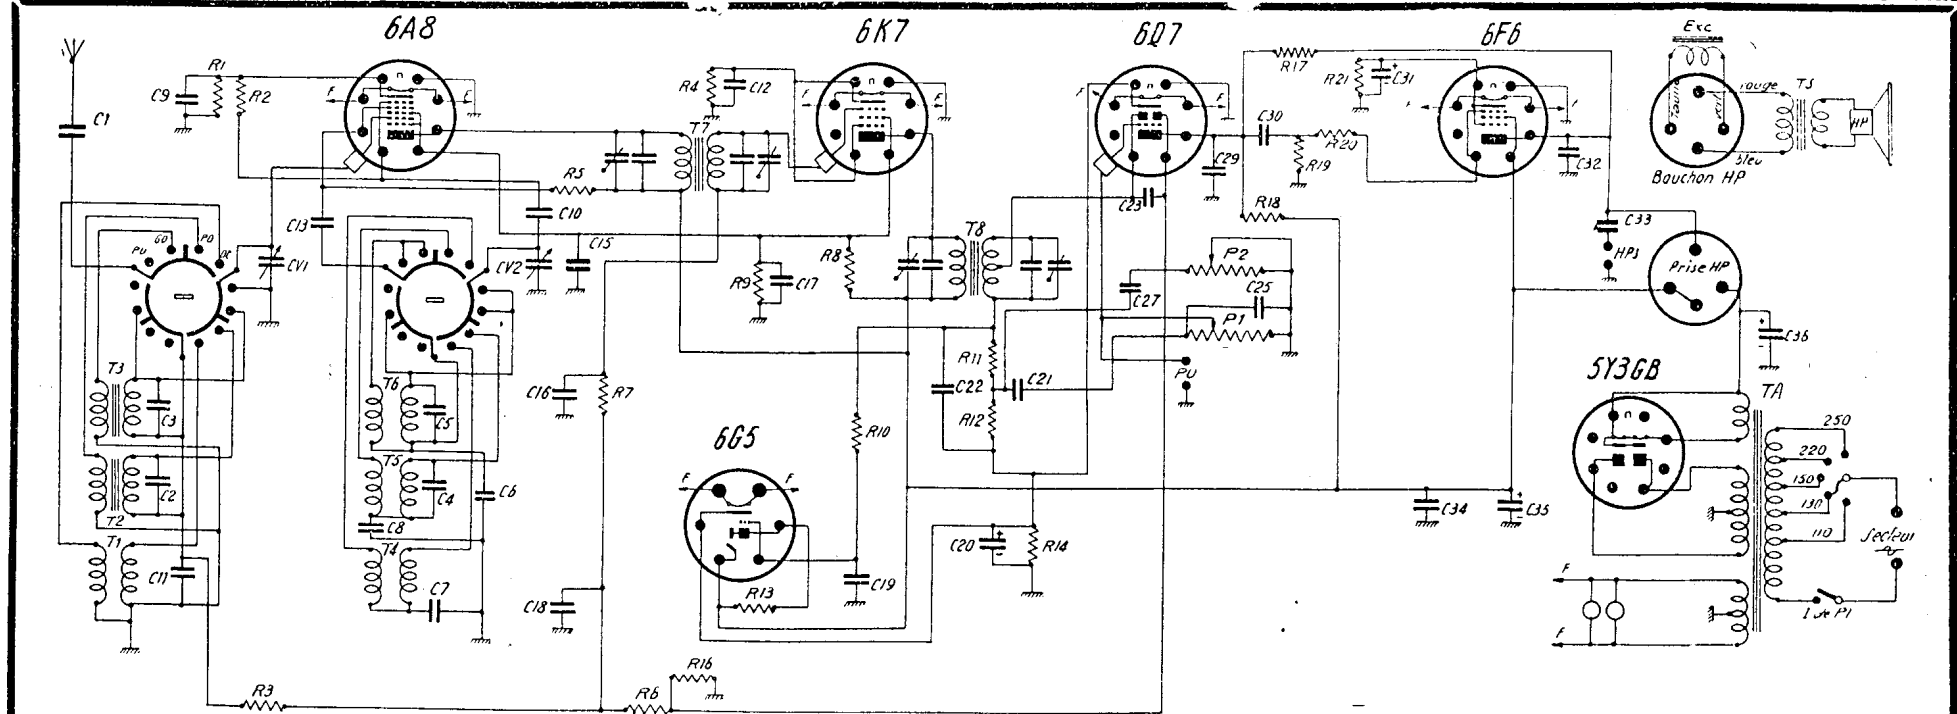 6A8
6K7
6Q7
6F6
Exc
R1
C9
R2
C1
R4
C12
R17
R21
C31
C30
R20
R19
C29
C32
T7
R5
jaune
vert
rouge
bleu
TS
HP
Bouchon HP
F
F
F
F
F
F
F
PU
GO
PO
OC
CV1
C13
C10
CV2
C15
C23
R18
T8
R8
R9
C17
P2
C25
C27
P1
PU
C33
HPS
Prise HP
C36
T3
C3
C2
T2
T1
C11
T6
C5
T5
C4
C6
C8
T4
C7
C16
R7
C18
C22
R11
C21
R12
R10
6G5
F
F
R13
C19
C20
R14
C34
C35
5Y3GB
TA
250
220
150
130
110
Secteur
I de P1
F
F
R3
R6
R16